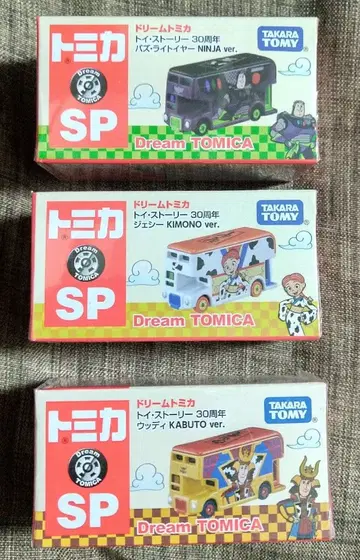 トミカ
Dream
TOMICA
SP
ドリームトミカ
トイ・ストーリー 30周年
バズ・ライトイヤー NINJA ver.
TAKARA
TOMY
Dream TOMICA
トミカ
Dream
TOMICA
SP
ドリームトミカ
トイ・ストーリー 30周年
ジェシー KIMONO ver.
TAKARA
TOMY
Dream TOMICA
トミカ
Dream
TOMICA
SP
ドリームトミカ
トイ・ストーリー 30周年
ウッディ KABUTO ver.
TAKARA
TOMY
Dream TOMICA